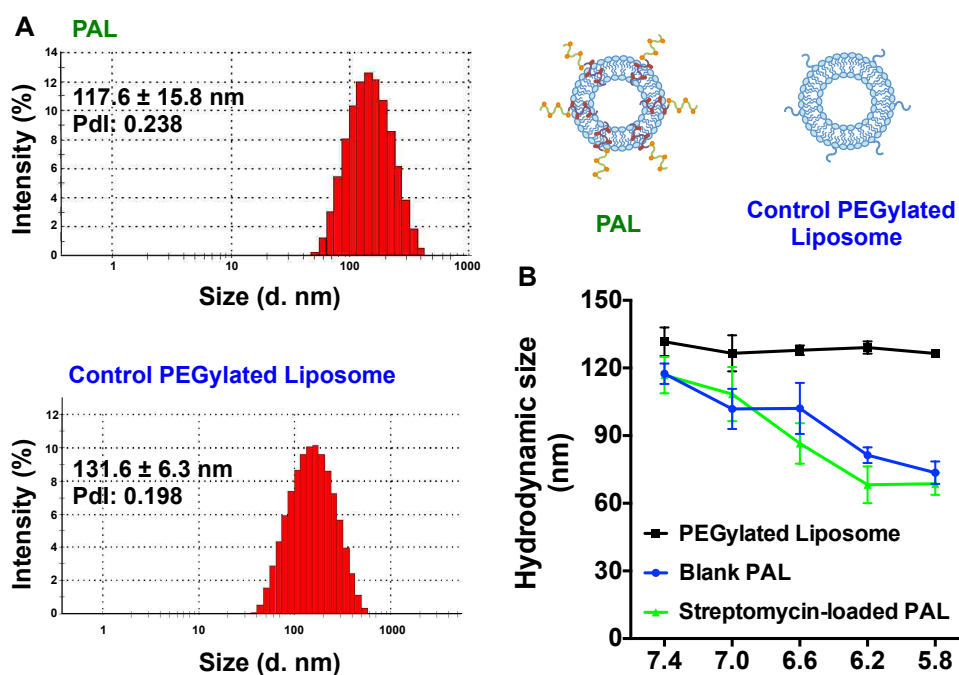 A
PAL
Intensity (%)
14
12
10
8
6
4
2
0
117.6 ± 15.8 nm
PdI: 0.238
1
10
100
1000
Size (d. nm)
PAL
Control PEGylated
Liposome
Control PEGylated Liposome
Intensity (%)
12
10
8
6
4
2
0
131.6 ± 6.3 nm
PdI: 0.198
1
10
100
1000
Size (d. nm)
B
Hydrodynamic size
(nm)
150
120
90
60
30
0
PEGylated Liposome
Blank PAL
Streptomycin-loaded PAL
7.4
7.0
6.6
6.2
5.8